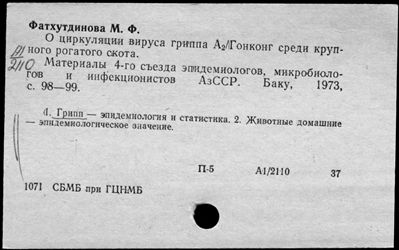 Фатхутдинова М. Ф.
О циркуляции вируса гриппа А₂/Гонконг среди круп-
ного рогатого скота.
А1
2110
Материалы 4-го съезда эпидемиологов, микробиоло-
гов и инфекционистов АзССР. Баку, 1973,
с. 98—99.
1. Грипп — эпидемиология и статистика. 2. Животные домашние
— эпидемиологическое значение.
П-5 А1/2110 37
1071 СБМБ при ГЦНМБ